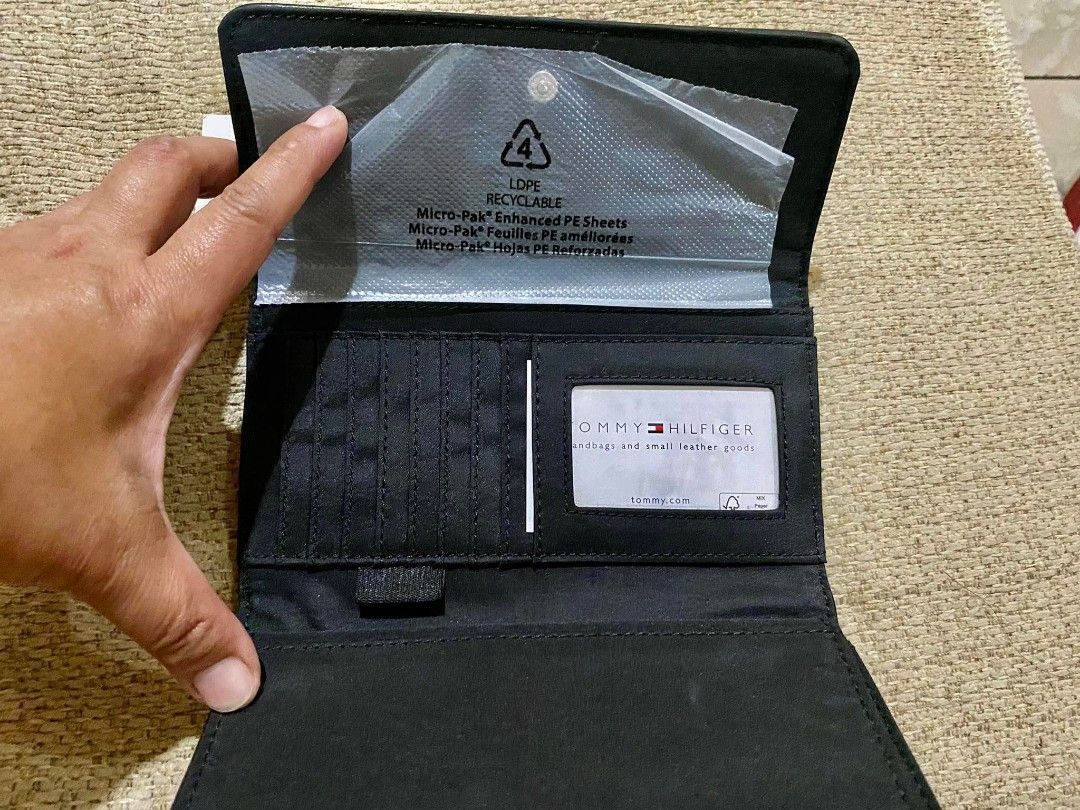 4
LDPE
RECYCLABLE
Micro-Pak® Enhanced PE Sheets
Micro-Pak® Feuilles PE améliorées
Micro-Pak® Hojas PE Reforzadas
OMMY HILFIGER
andbags and small leather goods
tommy.com
MIX
Paper